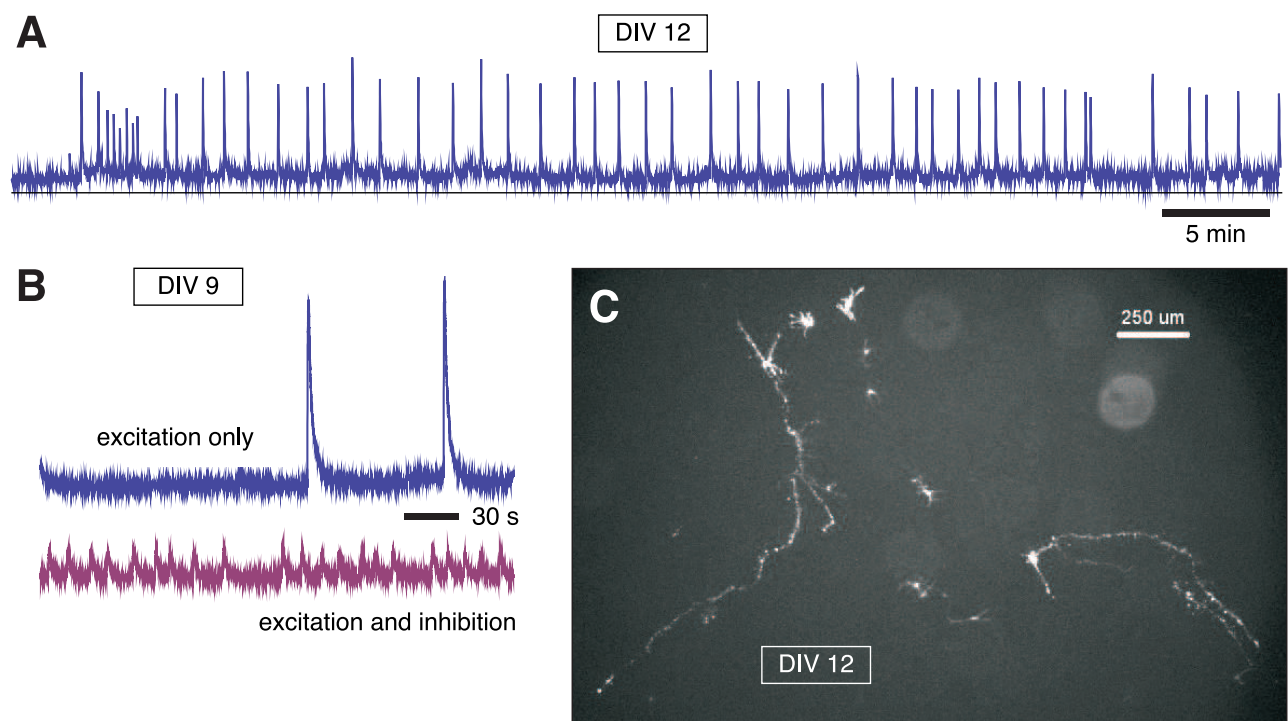 A
DIV 12
5 min
B
DIV 9
excitation only
30 s
excitation and inhibition
C
250 um
DIV 12